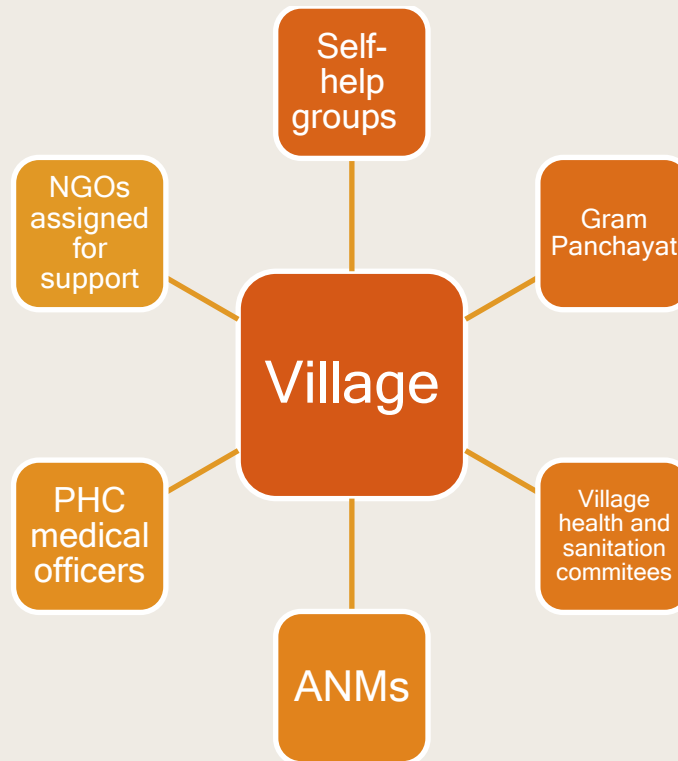 Self-
help
groups
NGOs
assigned
for
support
Gram
Panchayat
Village
PHC
medical
officers
Village
health and
sanitation
commitees
ANMs